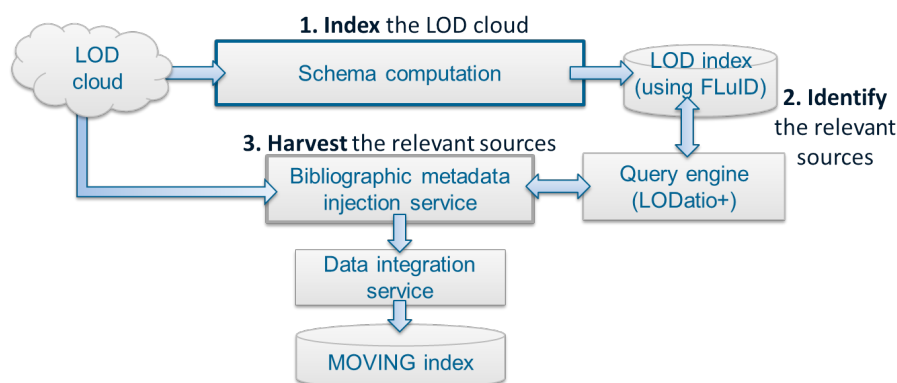 1. Index the LOD cloud
LOD
cloud
Schema computation
LOD index
(using FLuID)
2. Identify
the relevant
sources
3. Harvest the relevant sources
Bibliographic metadata
injection service
Query engine
(LODatio+)
Data integration
service
MOVING index